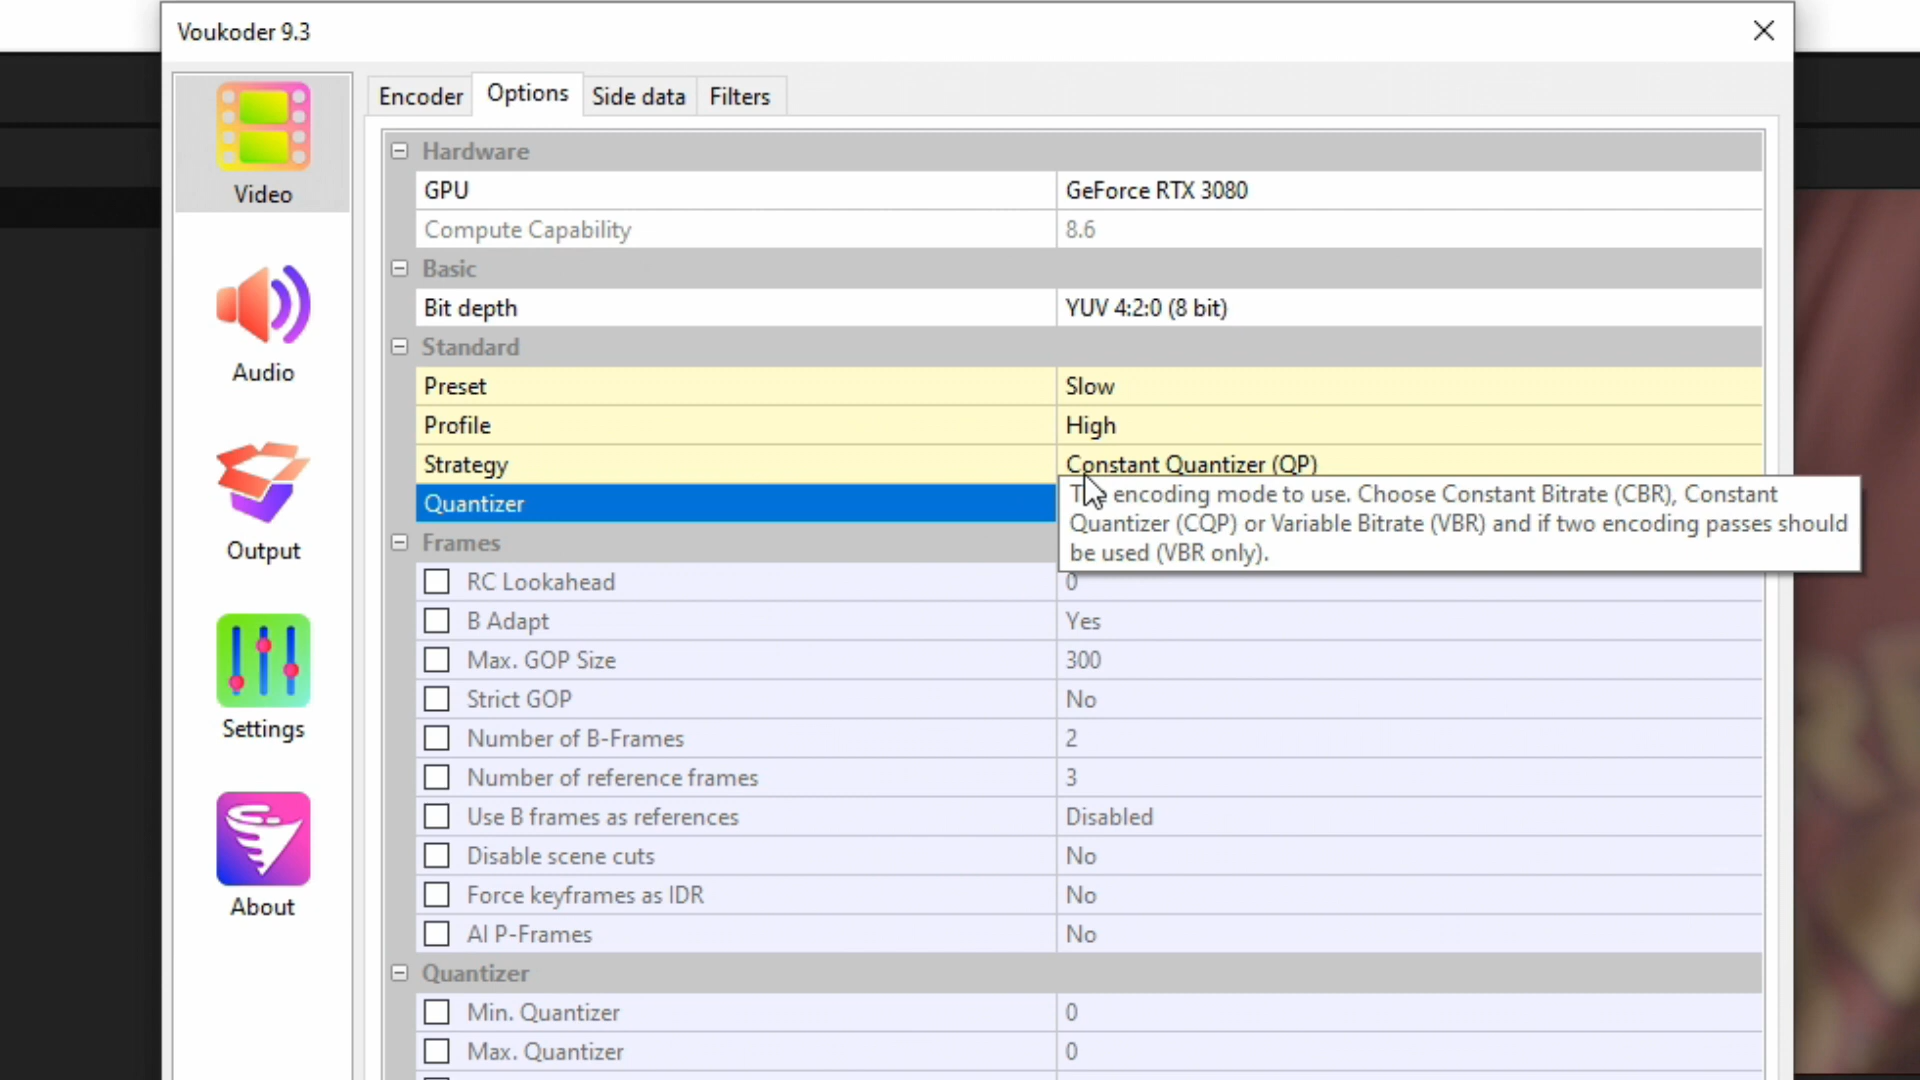 Voukoder 9.3
Video
Audio
Output
Settings
About
Encoder Options Side data Filters
Hardware
GPU GeForce RTX 3080
Compute Capability 8.6
Basic
Bit depth YUV 4:2:0 (8 bit)
Standard
Preset Slow
Profile High
Strategy Constant Quantizer (QP)
Quantizer
encoding mode to use. Choose Constant Bitrate (CBR), Constant
Quantizer (CQP) or Variable Bitrate (VBR) and if two encoding passes should
be used (VBR only).
Frames
RC Lookahead 0
B Adapt Yes
Max. GOP Size 300
Strict GOP No
Number of B-Frames 2
Number of reference frames 3
Use B frames as references Disabled
Disable scene cuts No
Force keyframes as IDR No
AI P-Frames No
Quantizer
Min. Quantizer 0
Max. Quantizer 0